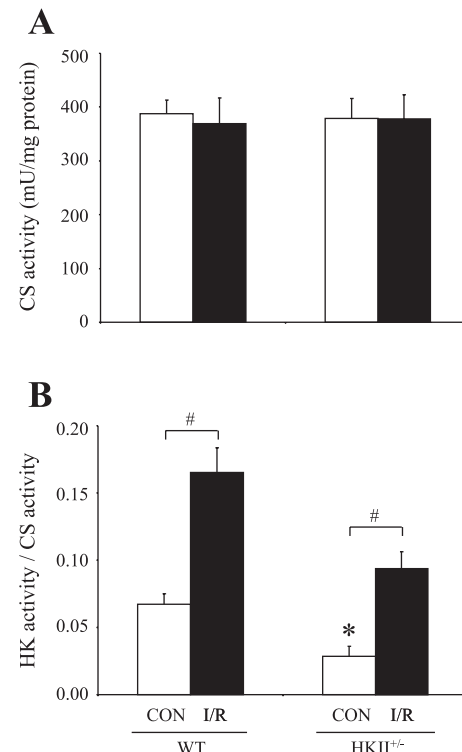 A
CS activity (mU/mg protein)
500
400
300
200
100
0
B
HK activity / CS activity
0.20
0.15
0.10
0.05
0.00
#
#
*
CON I/R CON I/R
WT HKII+/-